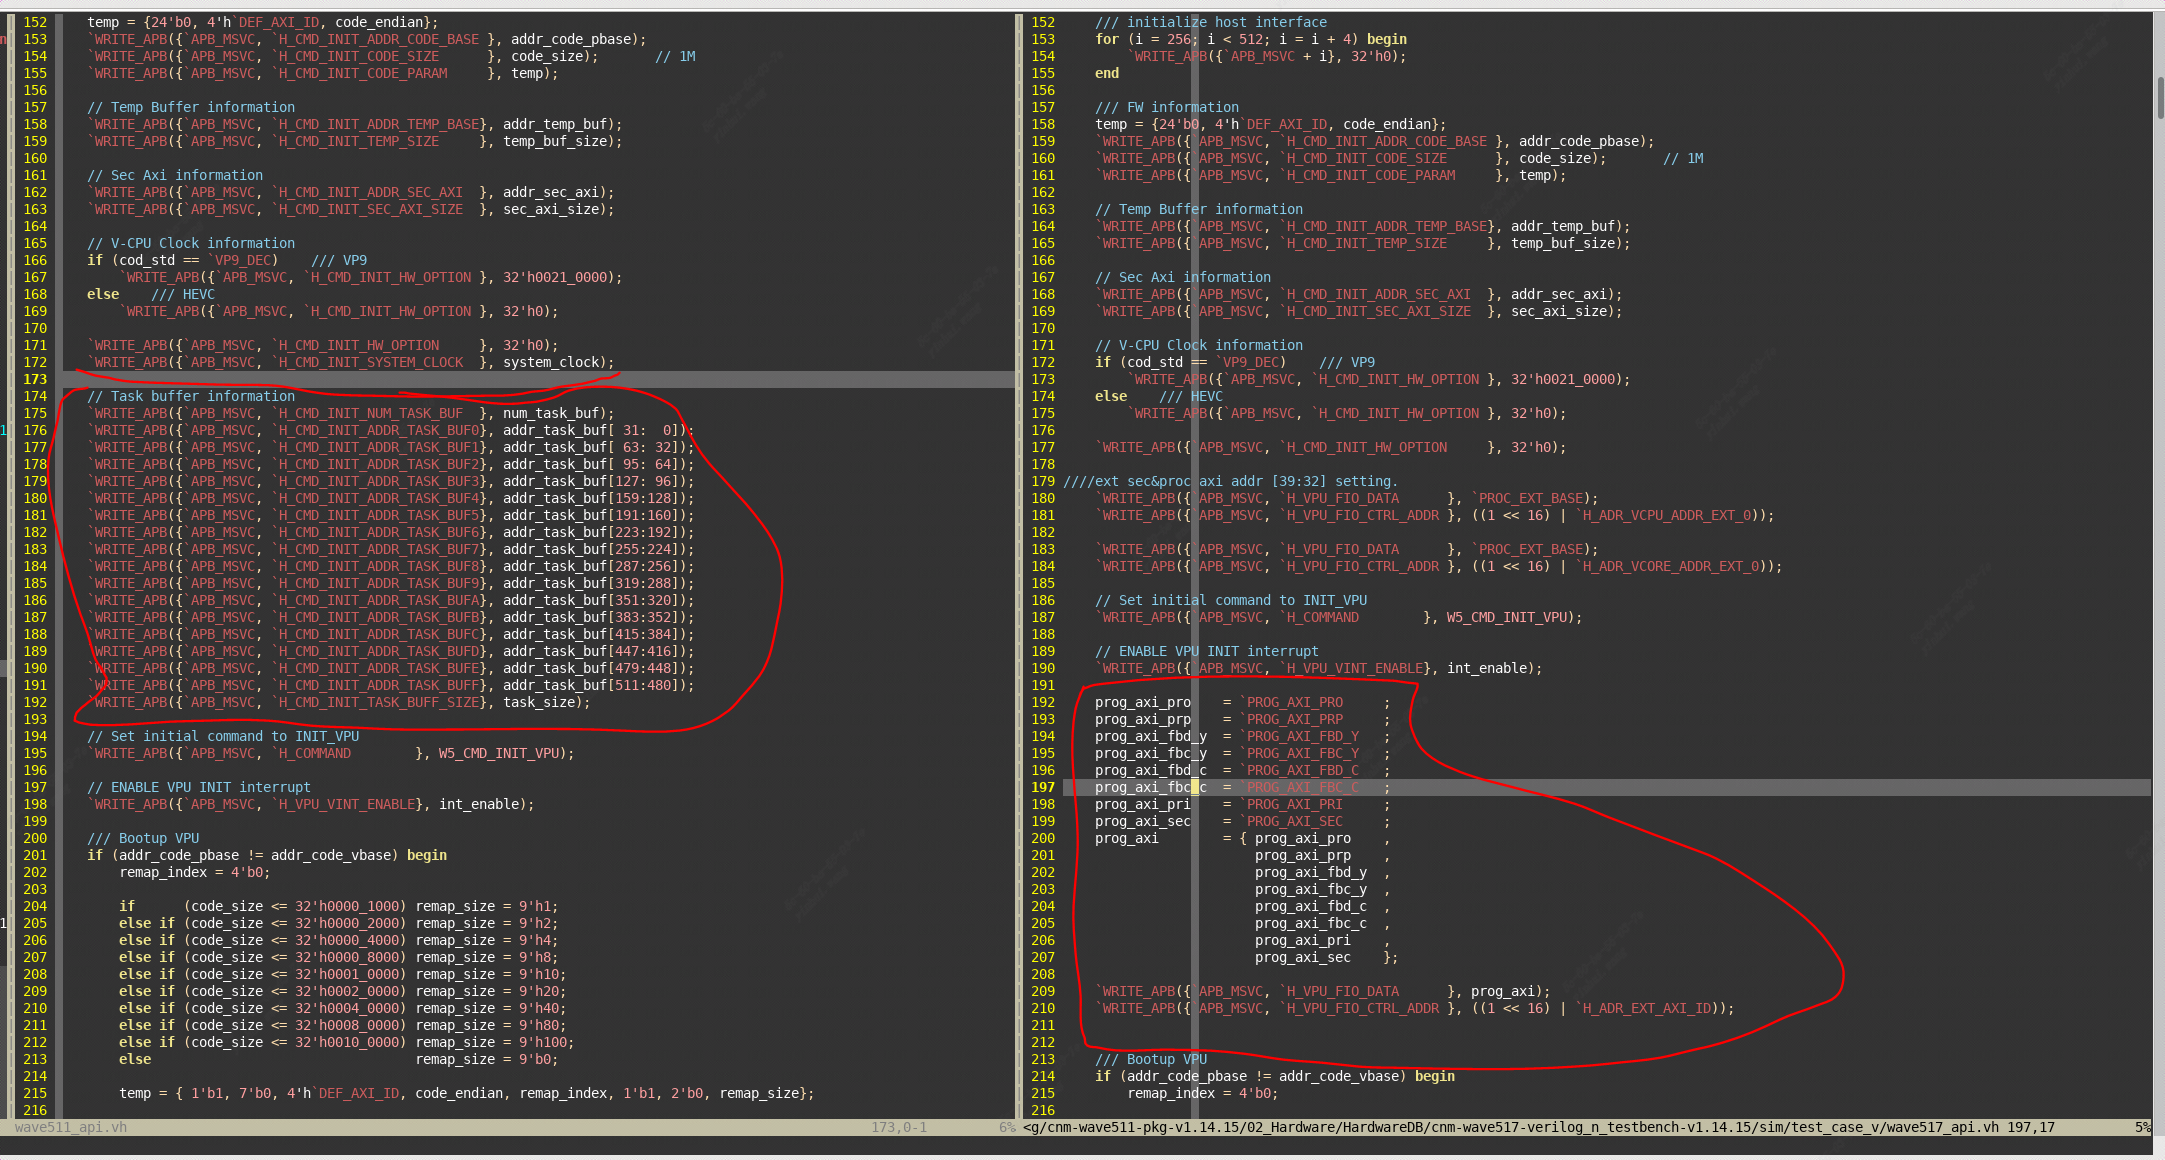 152     temp = {24'b0, 4'h`DEF_AXI_ID, code_endian};
153     `WRITE_APB({`APB_MSVC, `H_CMD_INIT_ADDR_CODE_BASE }, addr_code_pbase);
154     `WRITE_APB({`APB_MSVC, `H_CMD_INIT_CODE_SIZE      }, code_size);       // 1M
155     `WRITE_APB({`APB_MSVC, `H_CMD_INIT_CODE_PARAM     }, temp);
156
157     // Temp Buffer information
158     `WRITE_APB({`APB_MSVC, `H_CMD_INIT_ADDR_TEMP_BASE}, addr_temp_buf);
159     `WRITE_APB({`APB_MSVC, `H_CMD_INIT_TEMP_SIZE     }, temp_buf_size);
160
161     // Sec Axi information
162     `WRITE_APB({`APB_MSVC, `H_CMD_INIT_ADDR_SEC_AXI  }, addr_sec_axi);
163     `WRITE_APB({`APB_MSVC, `H_CMD_INIT_SEC_AXI_SIZE  }, sec_axi_size);
164
165     // V-CPU Clock information
166     if (cod_std == `VP9_DEC)    /// VP9
167         `WRITE_APB({`APB_MSVC, `H_CMD_INIT_HW_OPTION }, 32'h0021_0000);
168     else    /// HEVC
169         `WRITE_APB({`APB_MSVC, `H_CMD_INIT_HW_OPTION }, 32'h0);
170
171     `WRITE_APB({`APB_MSVC, `H_CMD_INIT_HW_OPTION     }, 32'h0);
172     `WRITE_APB({`APB_MSVC, `H_CMD_INIT_SYSTEM_CLOCK  }, system_clock);
173
174     // Task buffer information
175     `WRITE_APB({`APB_MSVC, `H_CMD_INIT_NUM_TASK_BUF  }, num_task_buf);
176     `WRITE_APB({`APB_MSVC, `H_CMD_INIT_ADDR_TASK_BUF0}, addr_task_buf[ 31:  0]);
177     `WRITE_APB({`APB_MSVC, `H_CMD_INIT_ADDR_TASK_BUF1}, addr_task_buf[ 63: 32]);
178     `WRITE_APB({`APB_MSVC, `H_CMD_INIT_ADDR_TASK_BUF2}, addr_task_buf[ 95: 64]);
179     `WRITE_APB({`APB_MSVC, `H_CMD_INIT_ADDR_TASK_BUF3}, addr_task_buf[127: 96]);
180     `WRITE_APB({`APB_MSVC, `H_CMD_INIT_ADDR_TASK_BUF4}, addr_task_buf[159:128]);
181     `WRITE_APB({`APB_MSVC, `H_CMD_INIT_ADDR_TASK_BUF5}, addr_task_buf[191:160]);
182     `WRITE_APB({`APB_MSVC, `H_CMD_INIT_ADDR_TASK_BUF6}, addr_task_buf[223:192]);
183     `WRITE_APB({`APB_MSVC, `H_CMD_INIT_ADDR_TASK_BUF7}, addr_task_buf[255:224]);
184     `WRITE_APB({`APB_MSVC, `H_CMD_INIT_ADDR_TASK_BUF8}, addr_task_buf[287:256]);
185     `WRITE_APB({`APB_MSVC, `H_CMD_INIT_ADDR_TASK_BUF9}, addr_task_buf[319:288]);
186     `WRITE_APB({`APB_MSVC, `H_CMD_INIT_ADDR_TASK_BUFA}, addr_task_buf[351:320]);
187     `WRITE_APB({`APB_MSVC, `H_CMD_INIT_ADDR_TASK_BUFB}, addr_task_buf[383:352]);
188     `WRITE_APB({`APB_MSVC, `H_CMD_INIT_ADDR_TASK_BUFC}, addr_task_buf[415:384]);
189     `WRITE_APB({`APB_MSVC, `H_CMD_INIT_ADDR_TASK_BUFD}, addr_task_buf[447:416]);
190     `WRITE_APB({`APB_MSVC, `H_CMD_INIT_ADDR_TASK_BUFE}, addr_task_buf[479:448]);
191     `WRITE_APB({`APB_MSVC, `H_CMD_INIT_ADDR_TASK_BUFF}, addr_task_buf[511:480]);
192     `WRITE_APB({`APB_MSVC, `H_CMD_INIT_TASK_BUFF_SIZE}, task_size);
193
194     // Set initial command to INIT_VPU
195     `WRITE_APB({`APB_MSVC, `H_COMMAND        }, W5_CMD_INIT_VPU);
196
197     // ENABLE VPU INIT interrupt
198     `WRITE_APB({`APB_MSVC, `H_VPU_VINT_ENABLE}, int_enable);
199
200     /// Bootup VPU
201     if (addr_code_pbase != addr_code_vbase) begin
202         remap_index = 4'b0;
203
204         if      (code_size <= 32'h0000_1000) remap_size = 9'h1;
205         else if (code_size <= 32'h0000_2000) remap_size = 9'h2;
206         else if (code_size <= 32'h0000_4000) remap_size = 9'h4;
207         else if (code_size <= 32'h0000_8000) remap_size = 9'h8;
208         else if (code_size <= 32'h0001_0000) remap_size = 9'h10;
209         else if (code_size <= 32'h0002_0000) remap_size = 9'h20;
210         else if (code_size <= 32'h0004_0000) remap_size = 9'h40;
211         else if (code_size <= 32'h0008_0000) remap_size = 9'h80;
212         else if (code_size <= 32'h0010_0000) remap_size = 9'h100;
213         else                                 remap_size = 9'b0;
214
215         temp = { 1'b1, 7'b0, 4'h`DEF_AXI_ID, code_endian, remap_index, 1'b1, 2'b0, remap_size};
216
wave511_api.vh 173,0-1 6%
152     /// initialize host interface
153     for (i = 256; i < 512; i = i + 4) begin
154         `WRITE_APB({`APB_MSVC + i}, 32'h0);
155     end
156
157     /// FW information
158     temp = {24'b0, 4'h`DEF_AXI_ID, code_endian};
159     `WRITE_APB({`APB_MSVC, `H_CMD_INIT_ADDR_CODE_BASE }, addr_code_pbase);
160     `WRITE_APB({`APB_MSVC, `H_CMD_INIT_CODE_SIZE      }, code_size);       // 1M
161     `WRITE_APB({`APB_MSVC, `H_CMD_INIT_CODE_PARAM     }, temp);
162
163     // Temp Buffer information
164     `WRITE_APB({`APB_MSVC, `H_CMD_INIT_ADDR_TEMP_BASE}, addr_temp_buf);
165     `WRITE_APB({`APB_MSVC, `H_CMD_INIT_TEMP_SIZE     }, temp_buf_size);
166
167     // Sec Axi information
168     `WRITE_APB({`APB_MSVC, `H_CMD_INIT_ADDR_SEC_AXI  }, addr_sec_axi);
169     `WRITE_APB({`APB_MSVC, `H_CMD_INIT_SEC_AXI_SIZE  }, sec_axi_size);
170
171     // V-CPU Clock information
172     if (cod_std == `VP9_DEC)    /// VP9
173         `WRITE_APB({`APB_MSVC, `H_CMD_INIT_HW_OPTION }, 32'h0021_0000);
174     else    /// HEVC
175         `WRITE_APB({`APB_MSVC, `H_CMD_INIT_HW_OPTION }, 32'h0);
176
177     `WRITE_APB({`APB_MSVC, `H_CMD_INIT_HW_OPTION     }, 32'h0);
178
179 ////ext sec&proc axi addr [39:32] setting.
180     `WRITE_APB({`APB_MSVC, `H_VPU_FIO_DATA      }, `PROC_EXT_BASE);
181     `WRITE_APB({`APB_MSVC, `H_VPU_FIO_CTRL_ADDR }, ((1 << 16) | `H_ADR_VCPU_ADDR_EXT_0));
182
183     `WRITE_APB({`APB_MSVC, `H_VPU_FIO_DATA      }, `PROC_EXT_BASE);
184     `WRITE_APB({`APB_MSVC, `H_VPU_FIO_CTRL_ADDR }, ((1 << 16) | `H_ADR_VCORE_ADDR_EXT_0));
185
186     // Set initial command to INIT_VPU
187     `WRITE_APB({`APB_MSVC, `H_COMMAND        }, W5_CMD_INIT_VPU);
188
189     // ENABLE VPU INIT interrupt
190     `WRITE_APB({`APB_MSVC, `H_VPU_VINT_ENABLE}, int_enable);
191
192     prog_axi_pro    = `PROG_AXI_PRO     ;
193     prog_axi_prp    = `PROG_AXI_PRP     ;
194     prog_axi_fbd_y  = `PROG_AXI_FBD_Y   ;
195     prog_axi_fbc_y  = `PROG_AXI_FBC_Y   ;
196     prog_axi_fbd_c  = `PROG_AXI_FBD_C   ;
197     prog_axi_fbc_c  = `PROG_AXI_FBC_C   ;
198     prog_axi_pri    = `PROG_AXI_PRI     ;
199     prog_axi_sec    = `PROG_AXI_SEC     ;
200     prog_axi        = { prog_axi_pro    ,
201                         prog_axi_prp    ,
202                         prog_axi_fbd_y  ,
203                         prog_axi_fbc_y  ,
204                         prog_axi_fbd_c  ,
205                         prog_axi_fbc_c  ,
206                         prog_axi_pri    ,
207                         prog_axi_sec    };
208
209     `WRITE_APB({`APB_MSVC, `H_VPU_FIO_DATA      }, prog_axi);
210     `WRITE_APB({`APB_MSVC, `H_VPU_FIO_CTRL_ADDR }, ((1 << 16) | `H_ADR_EXT_AXI_ID));
211
212
213     /// Bootup VPU
214     if (addr_code_pbase != addr_code_vbase) begin
215         remap_index = 4'b0;
216
<g/cnm-wave511-pkg-v1.14.15/02_Hardware/HardwareDB/cnm-wave517-verilog_n_testbench-v1.14.15/sim/test_case_v/wave517_api.vh 197,17 5%